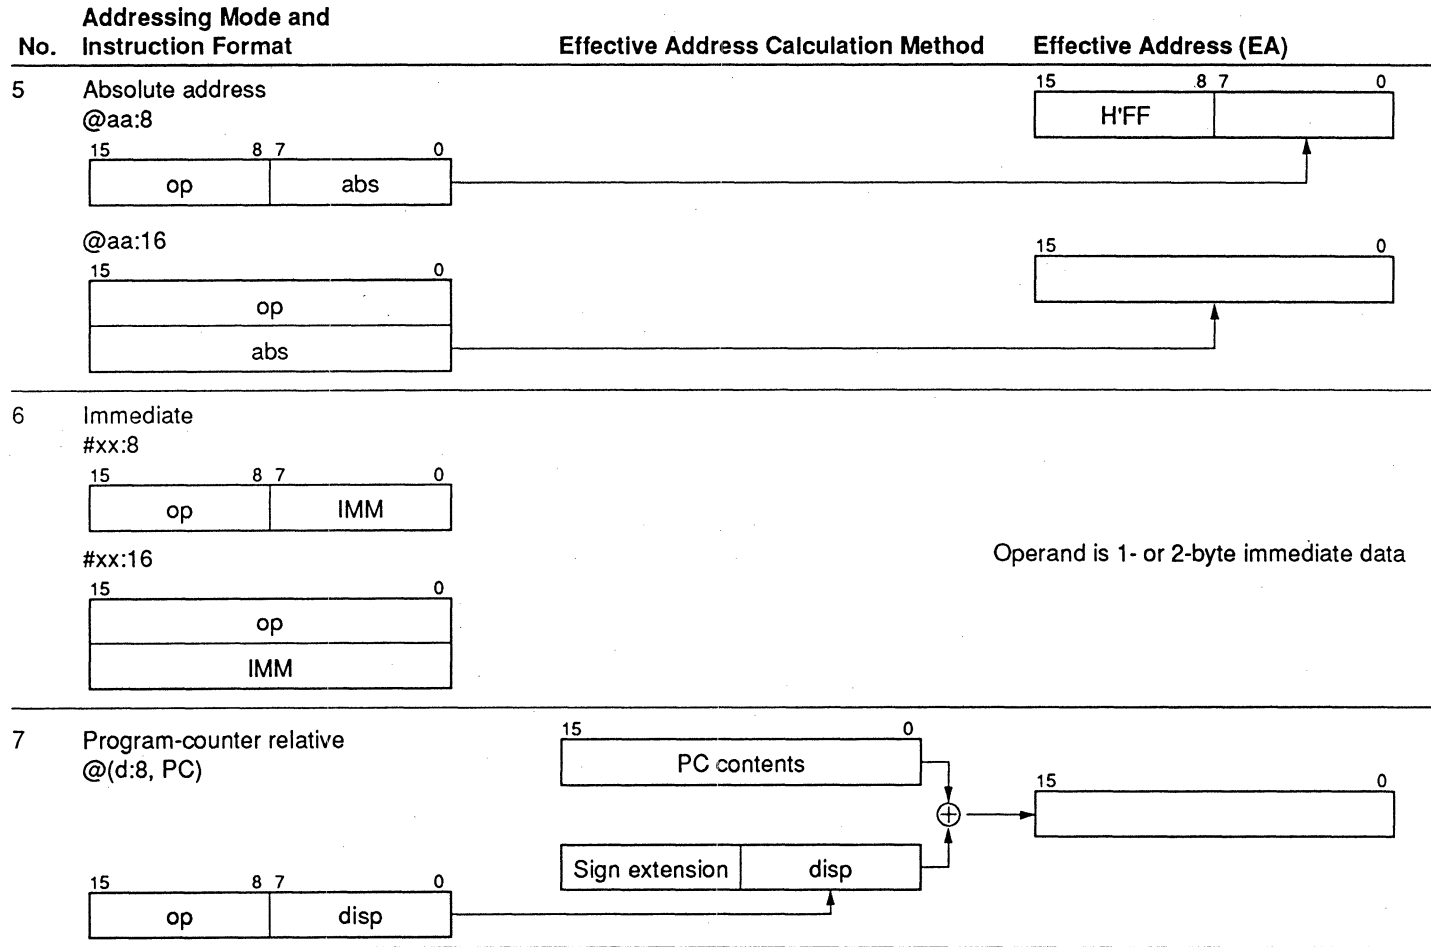 Addressing Mode and
No. Instruction Format Effective Address Calculation Method Effective Address (EA)
5 Absolute address
@aa:8
15 8 7 0
H'FF
15 8 7 0
op abs
@aa:16
15 0
15 0
op
abs
6 Immediate
#xx:8
15 8 7 0
op IMM
Operand is 1- or 2-byte immediate data
#xx:16
15 0
op
IMM
7 Program-counter relative
@(d:8, PC)
15 0
PC contents
15 0
Sign extension disp
15 8 7 0
op disp